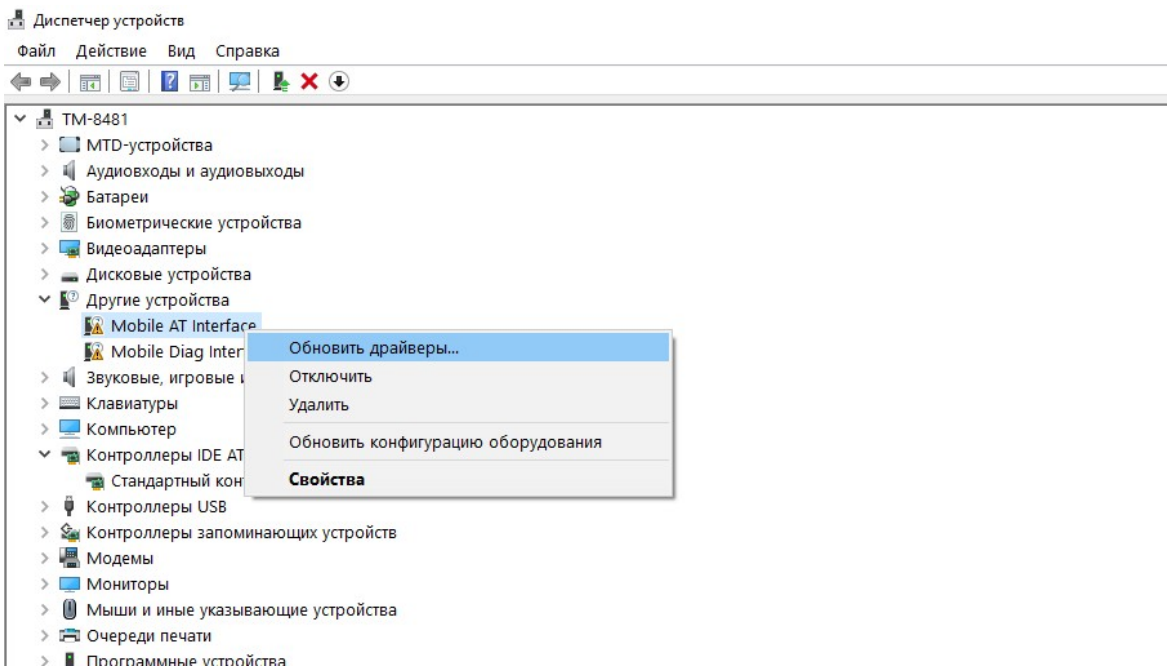 Диспетчер устройств
Файл Действие Вид Справка
TM-8481
MTD-устройства
Аудиовходы и аудиовыходы
Батареи
Биометрические устройства
Видеоадаптеры
Дисковые устройства
Другие устройства
Mobile AT Interface
Mobile Diag Inter
Звуковые, игровые
Клавиатуры
Компьютер
Контроллеры IDE AT
Стандартный кон
Контроллеры USB
Контроллеры запоминающих устройств
Модемы
Мониторы
Мыши и иные указывающие устройства
Очереди печати
Программные устройства
Обновить драйверы...
Отключить
Удалить
Обновить конфигурацию оборудования
Свойства